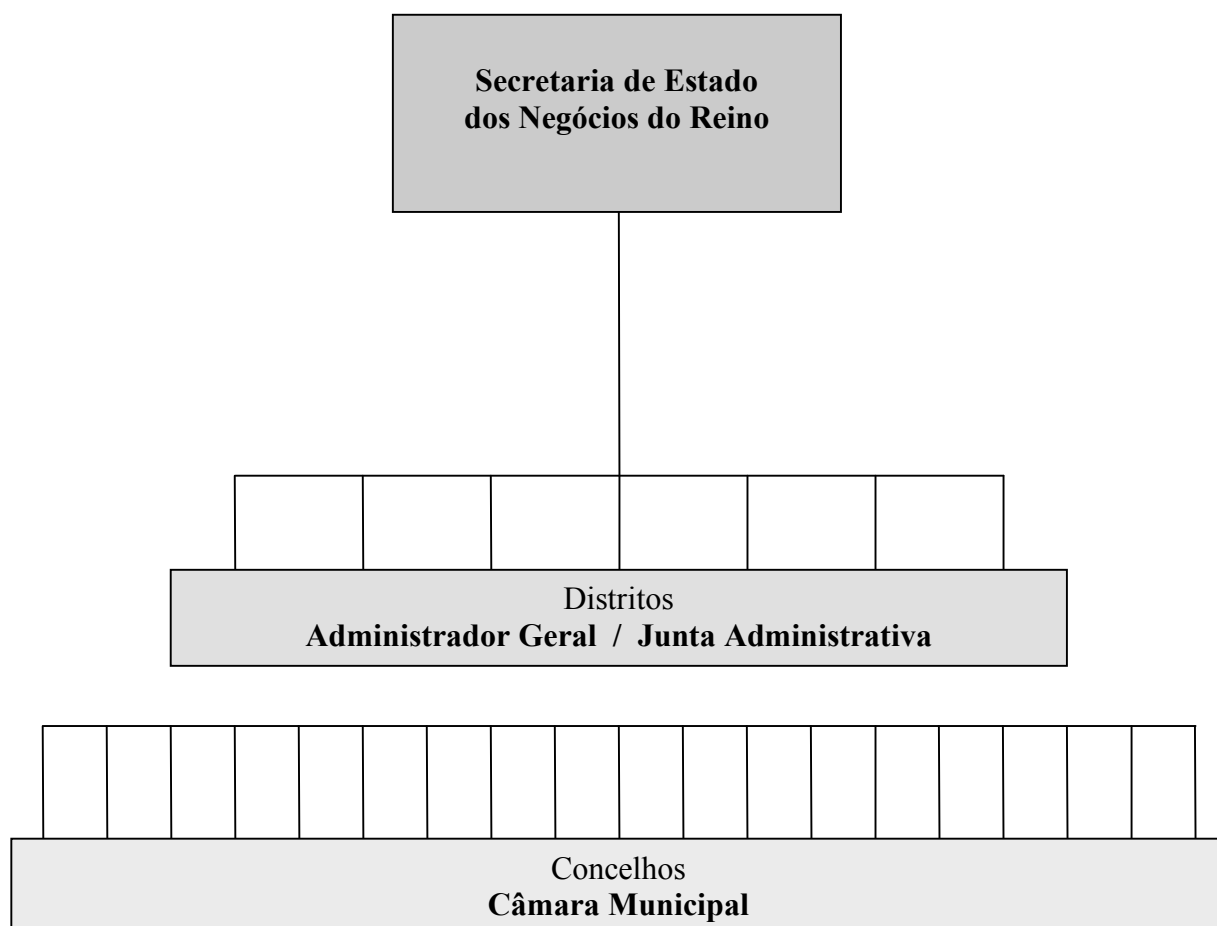 Secretaria de Estado
dos Negócios do Reino
Distritos
Administrador Geral / Junta Administrativa
Concelhos
Câmara Municipal